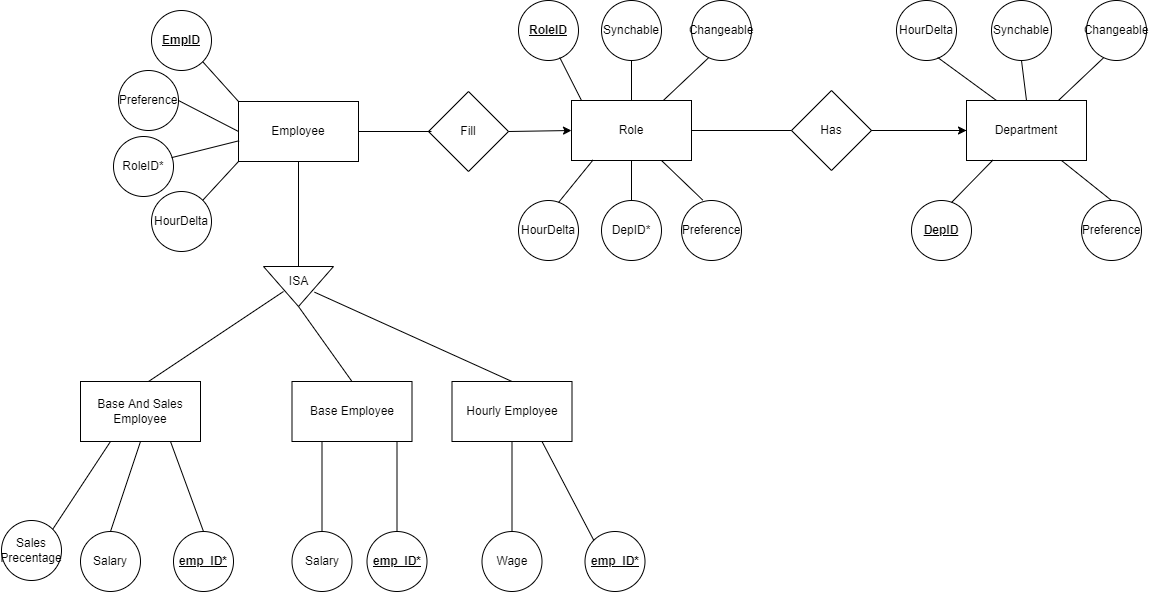 EmpID
Preference
RoleID*
HourDelta
Employee
Fill
RoleID
Synchable
Changeable
Role
HourDelta
DepID*
Preference
Has
HourDelta
Synchable
Changeable
Department
DepID
Preference
ISA
Base And Sales
Employee
Base Employee
Hourly Employee
Sales
Precentage
Salary
emp_ID*
Salary
emp_ID*
Wage
emp_ID*